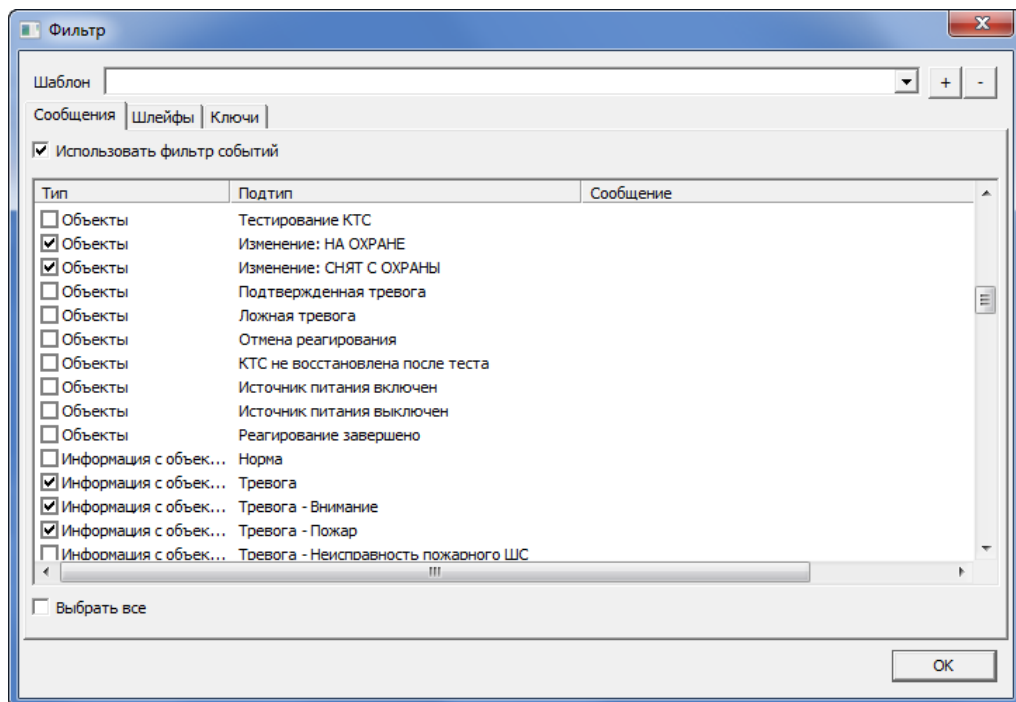 Фильтр
Шаблон + -
Сообщения Шлейфы Ключи
Использовать фильтр событий
Тип Подтип Сообщение
Объекты Тестирование КТС
Объекты Изменение: НА ОХРАНЕ
Объекты Изменение: СНЯТ С ОХРАНЫ
Объекты Подтвержденная тревога
Объекты Ложная тревога
Объекты Отмена реагирования
Объекты КТС не восстановлена после теста
Объекты Источник питания включен
Объекты Источник питания выключен
Объекты Реагирование завершено
Информация с объек... Норма
Информация с объек... Тревога
Информация с объек... Тревога - Внимание
Информация с объек... Тревога - Пожар
Информация с объек... Тревога - Неисправность пожарного ШС
Выбрать все
OK